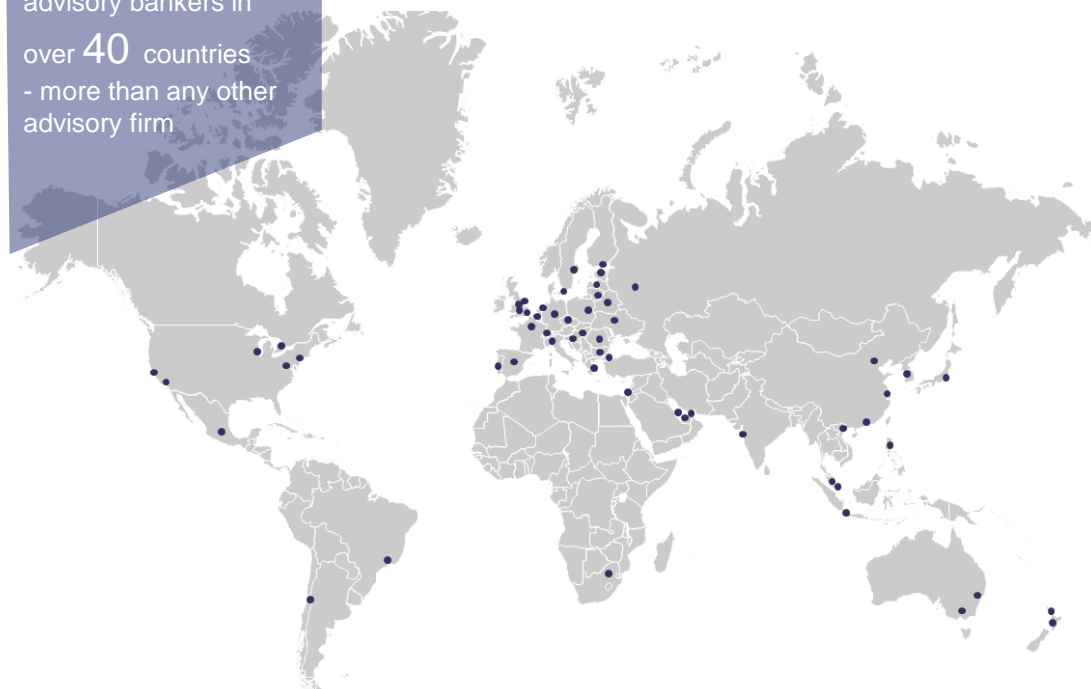 advisory bankers in
over 40 countries
- more than any other
advisory firm